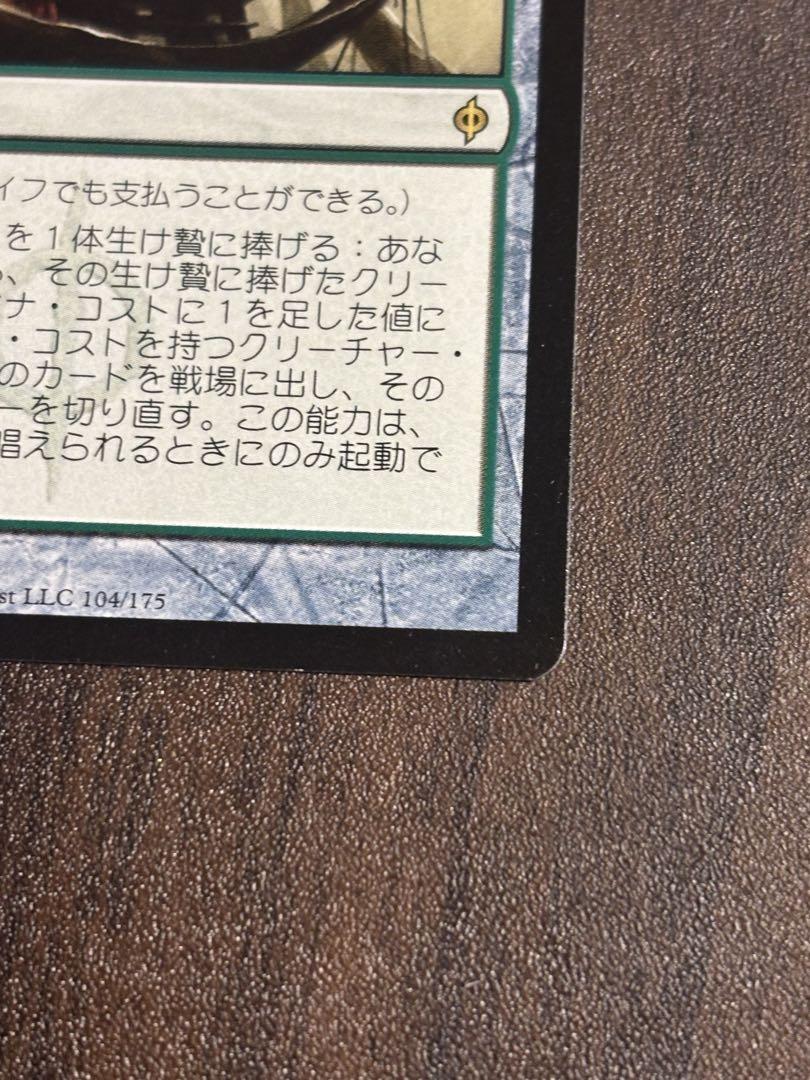 ィフでも支払うことができる。）
を１体生け贄に捧げる：あな
、その生け贄に捧げたクリー
ナ・コストに１を足した値に
・コストを持つクリーチャー・
のカードを戦場に出し、その
ーを切り直す。この能力は、
唱えられるときにのみ起動で
st LLC 104/175